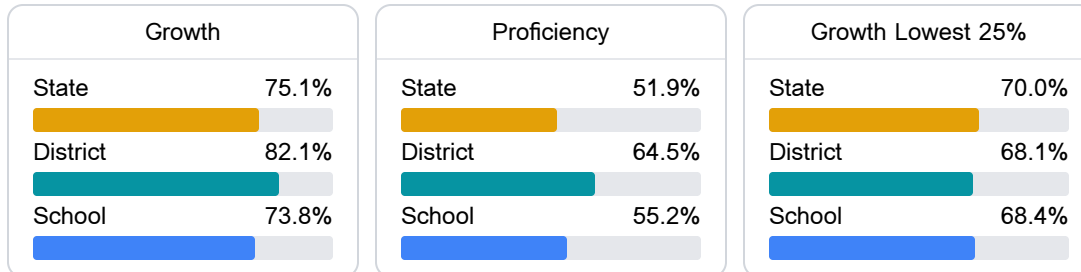 Growth
State 75.1%
District 82.1%
School 73.8%
Proficiency
State 51.9%
District 64.5%
School 55.2%
Growth Lowest 25%
State 70.0%
District 68.1%
School 68.4%